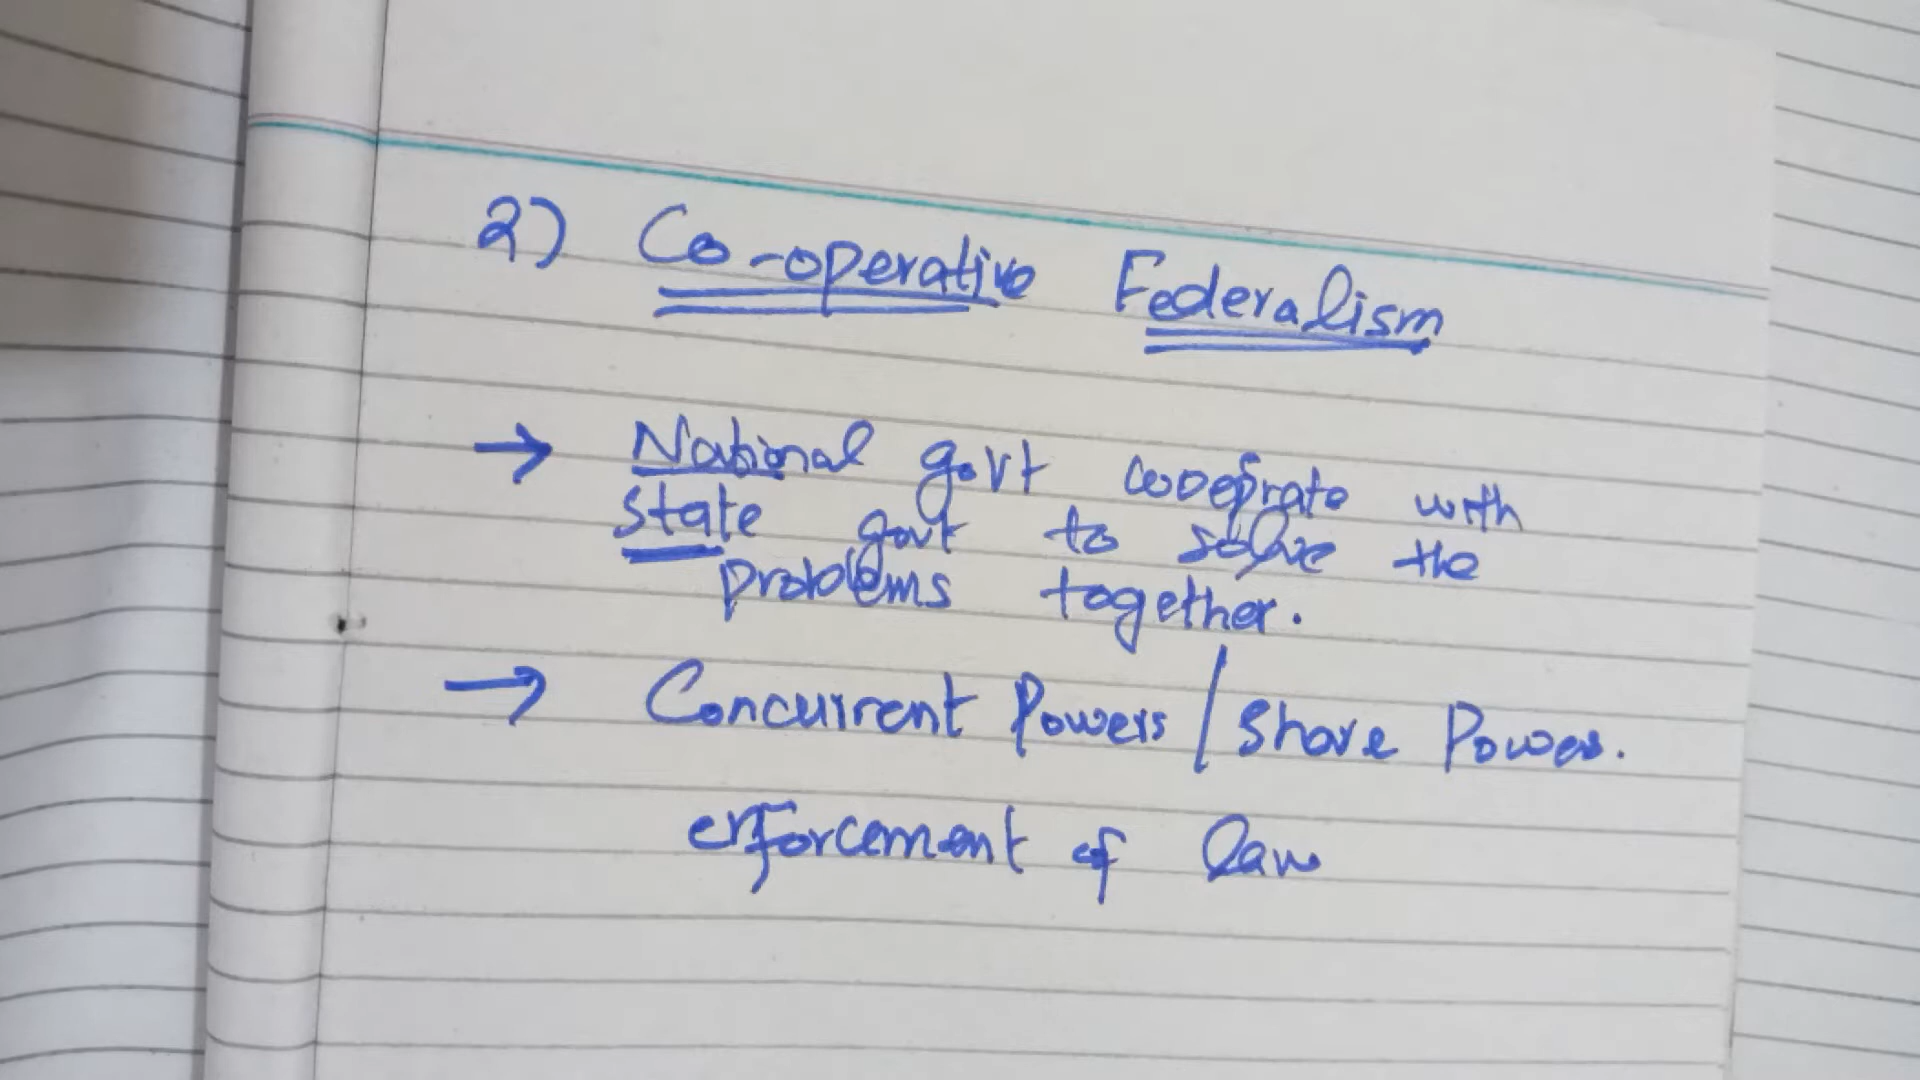 2) Co-operative Federalism
→ National govt cooeprate with
state govt to solve the
problems together.
→ Concurrent Powers / Share Power.
enforcement of law